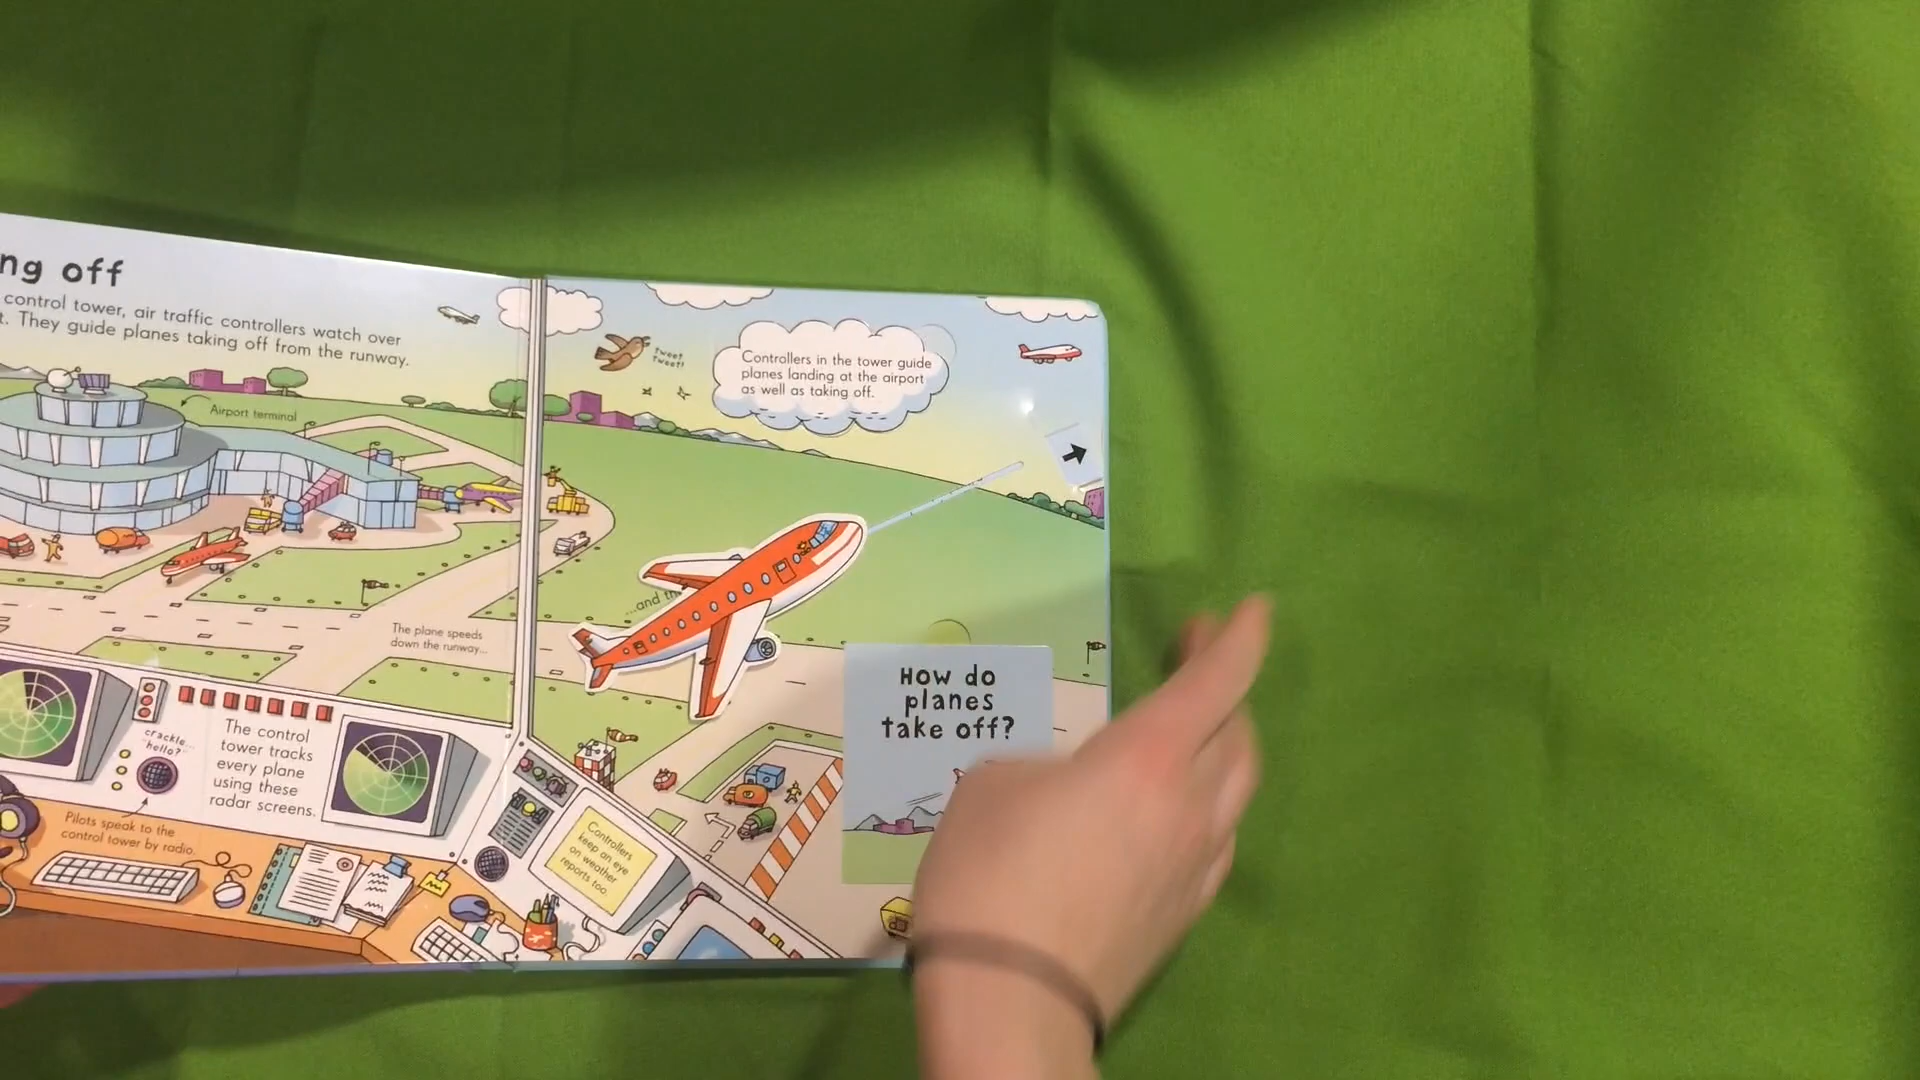 ng off
control tower, air traffic controllers watch over
t. They guide planes taking off from the runway.
Airport terminal
Tweet
Tweet!
Controllers in the tower guide
planes landing at the airport
as well as taking off.
The plane speeds
down the runway...
...and th
How do
planes
take off?
crackle...
"hello?"
The control
tower tracks
every plane
using these
radar screens.
Pilots speak to the
control tower by radio.
Controllers
keep an eye
on weather
reports too.